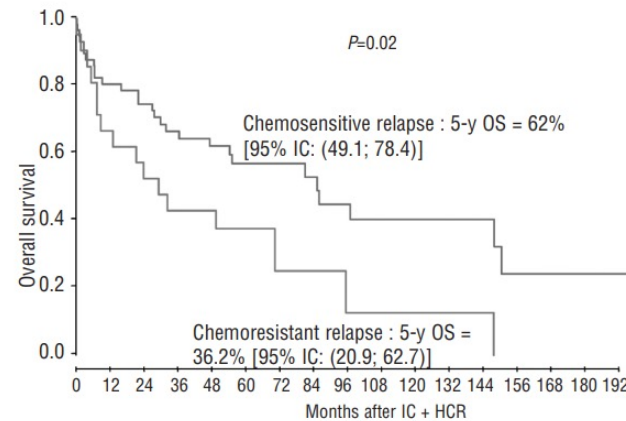 1.0
0.8
0.6
0.4
0.2
0.0
Overall survival
P=0.02
Chemosensitive relapse : 5-y OS = 62%
[95% IC: (49.1; 78.4)]
Chemoresistant relapse : 5-y OS =
36.2% [95% IC: (20.9; 62.7)]
0 12 24 36 48 60 72 84 96 108 120 132 144 156 168 180 192
Months after IC + HCR